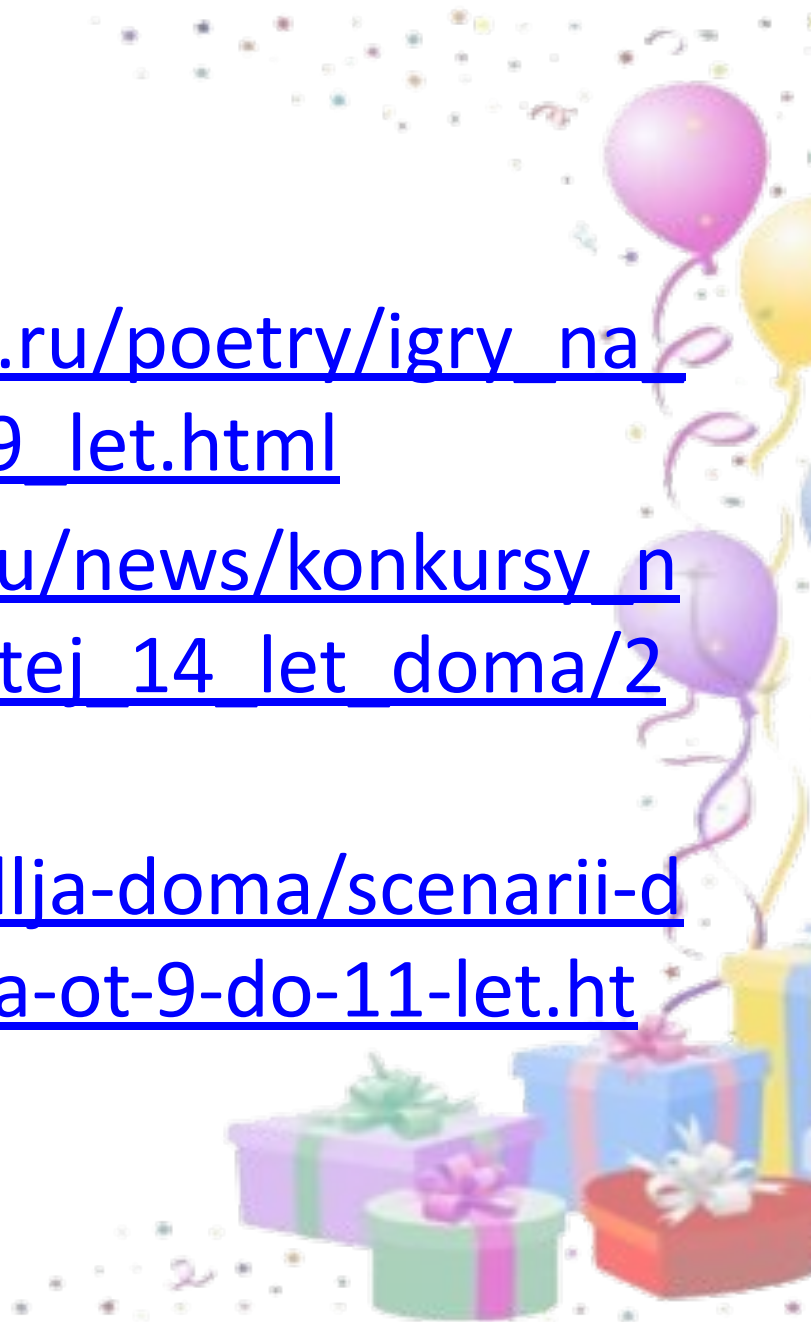 .ru/poetry/igry_na_
9_let.html
u/news/konkursy_n
tej_14_let_doma/2
llja-doma/scenarii-d
a-ot-9-do-11-let.ht